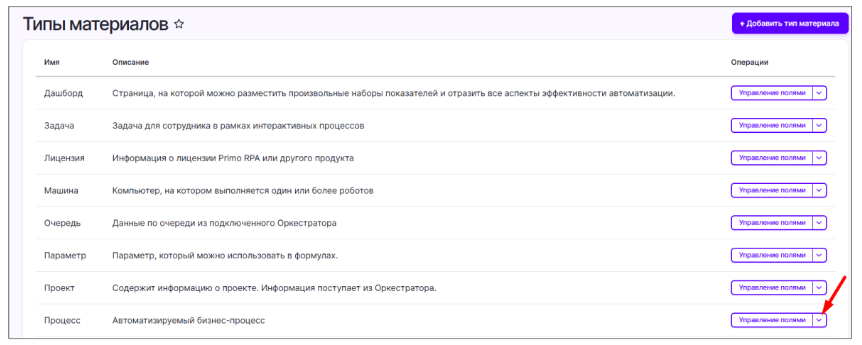 Типы материалов
+ Добавить тип материала
Имя Описание Операции
Дашборд Страница, на которой можно разместить произвольные наборы показателей и отразить все аспекты эффективности автоматизации. Управление полями
Задача Задача для сотрудника в рамках интерактивных процессов Управление полями
Лицензия Информация о лицензии Primo RPA или другого продукта Управление полями
Машина Компьютер, на котором выполняется один или более роботов Управление полями
Очередь Данные по очереди из подключенного Оркестратора Управление полями
Параметр Параметр, который можно использовать в формулах. Управление полями
Проект Содержит информацию о проекте. Информация поступает из Оркестратора. Управление полями
Процесс Автоматизируемый бизнес-процесс Управление полями